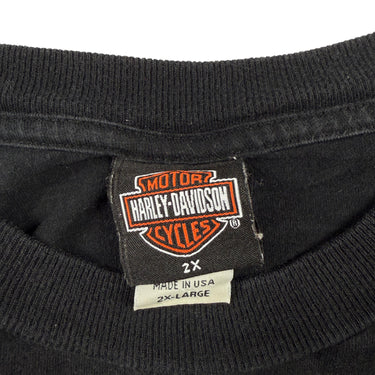 MOTOR
HARLEY-DAVIDSON
CYCLES
®
2X
MADE IN USA
2X-LARGE